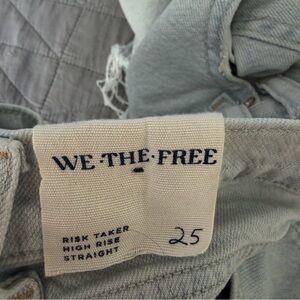 WE·THE·FREE
RISK TAKER
HIGH RISE
STRAIGHT
25